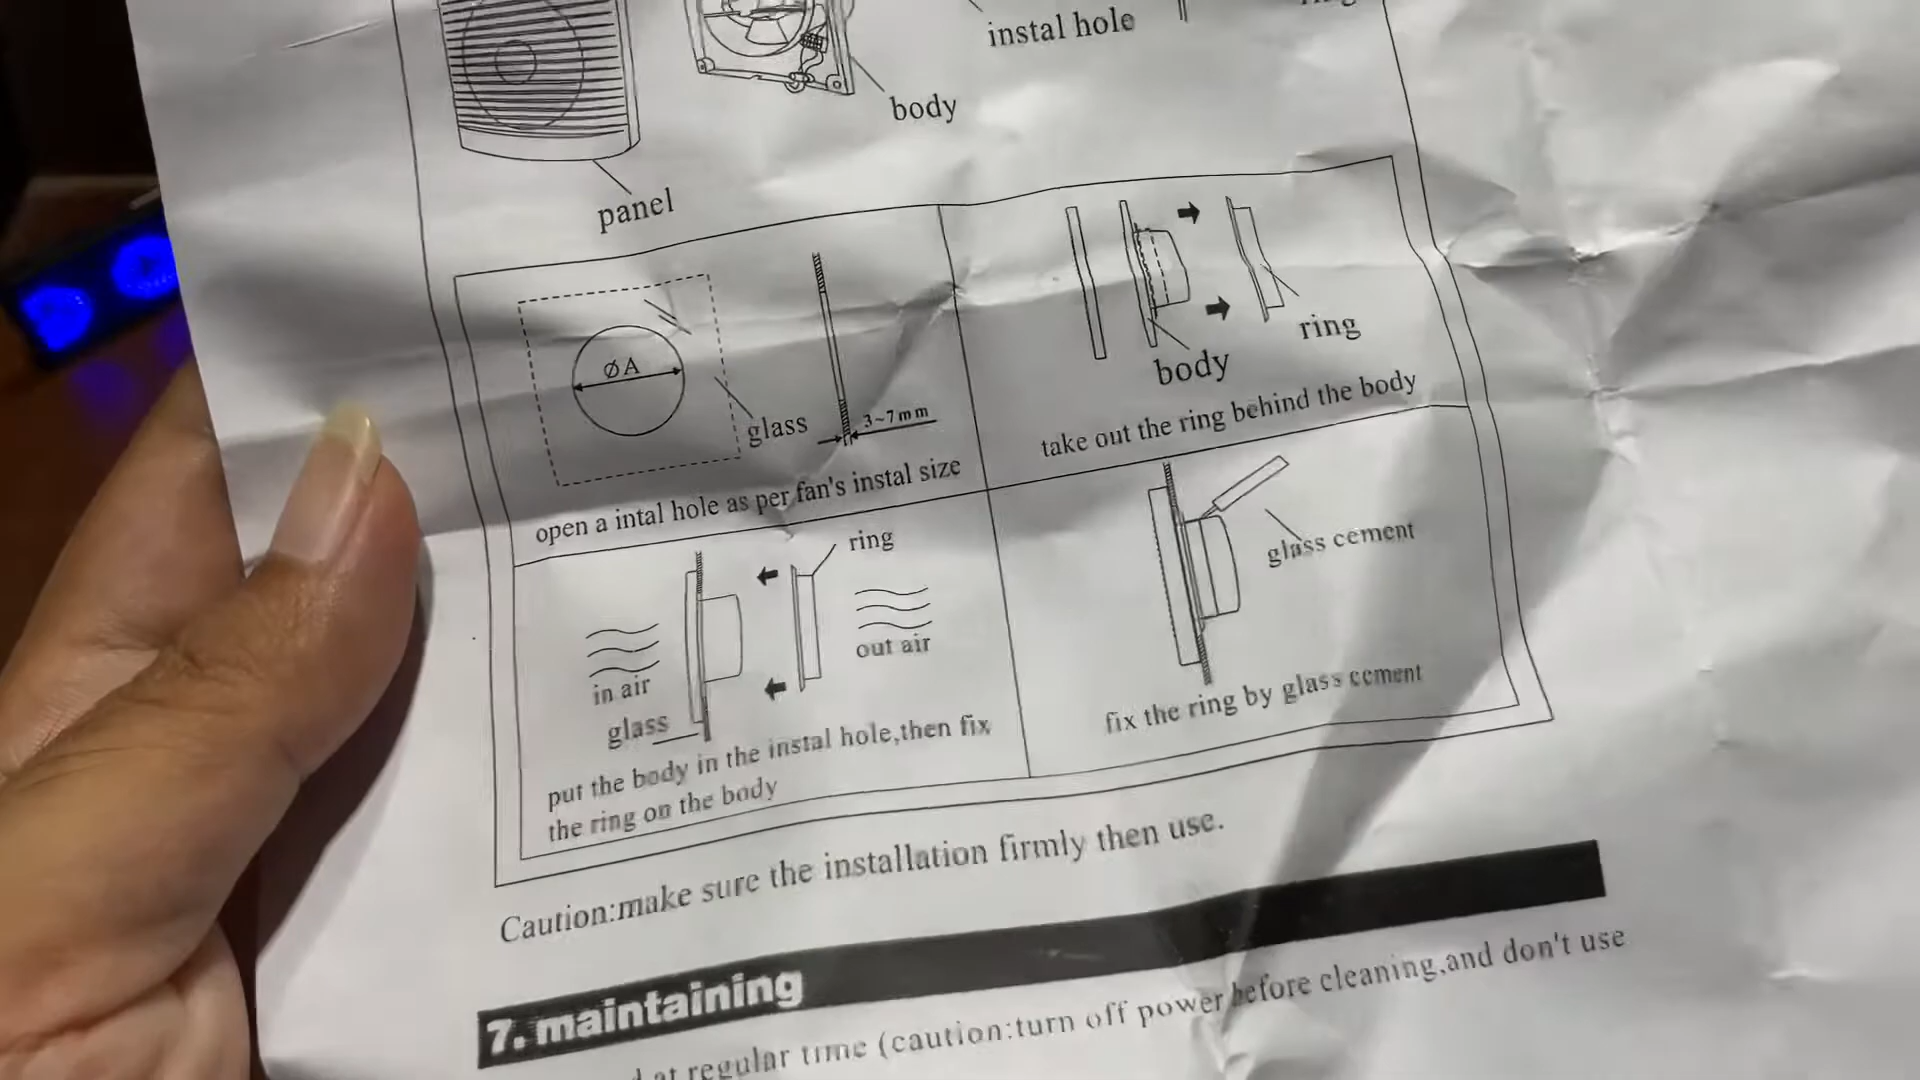 instal hole
body
panel
ØA
glass
3~7mm
open a intal hole as per fan's instal size
body
ring
take out the ring behind the body
ring
in air
out air
glass
put the body in the instal hole,then fix
the ring on the body
glass cement
fix the ring by glass cement
Caution:make sure the installation firmly then use.
7. maintaining
at regular time (caution:turn off power before cleaning,and don't use